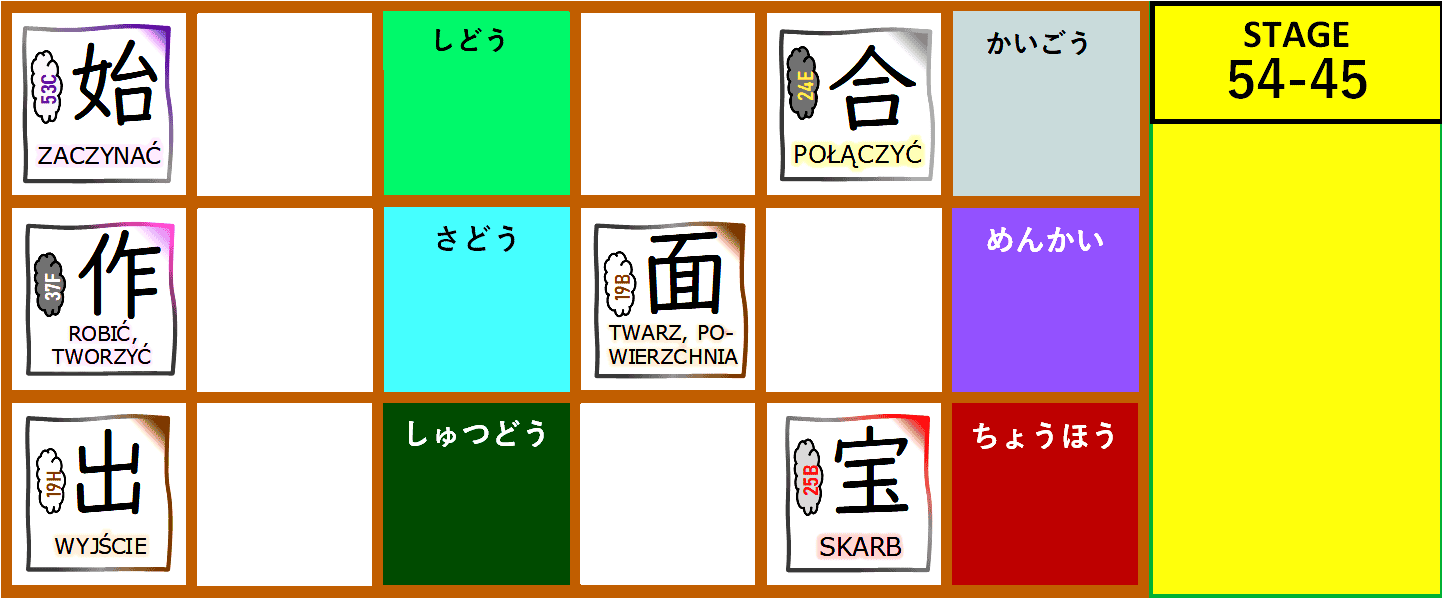 始
53C
ZACZYNAĆ
しどう
合
24E
POŁĄCZYĆ
かいごう
STAGE
54-45
作
37F
ROBIĆ,
TWORZYĆ
さどう
面
19B
TWARZ, PO-
WIERZCHNIA
めんかい
出
19H
WYJŚCIE
しゅつどう
宝
25B
SKARB
ちょうほう